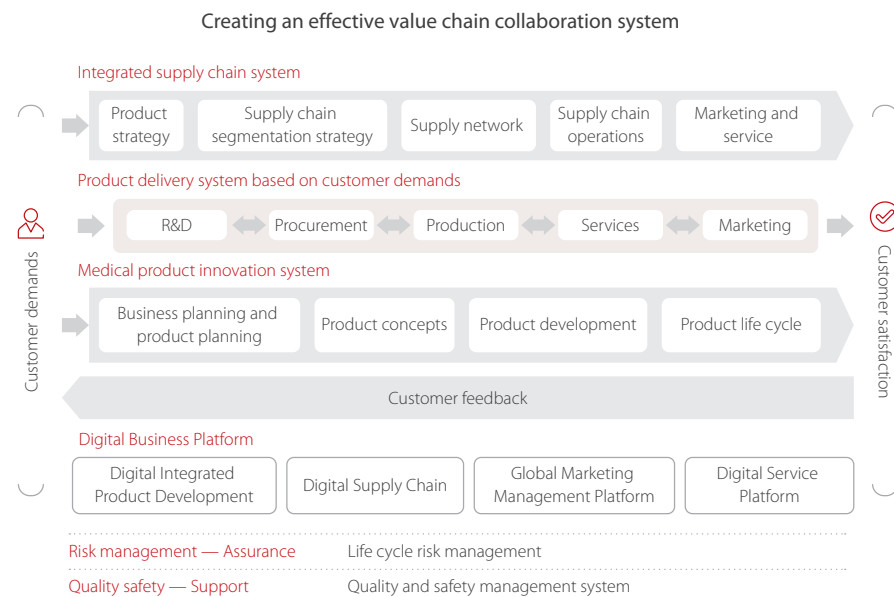 Creating an effective value chain collaboration system
Integrated supply chain system
Product
strategy
Supply chain
segmentation strategy
Supply network
Supply chain
operations
Marketing and
service
Product delivery system based on customer demands
R&D
Procurement
Production
Services
Marketing
Medical product innovation system
Business planning and
product planning
Product concepts
Product development
Product life cycle
Customer demands
Customer satisfaction
Customer feedback
Digital Business Platform
Digital Integrated
Product Development
Digital Supply Chain
Global Marketing
Management Platform
Digital Service
Platform
Risk management — Assurance
Life cycle risk management
Quality safety — Support
Quality and safety management system